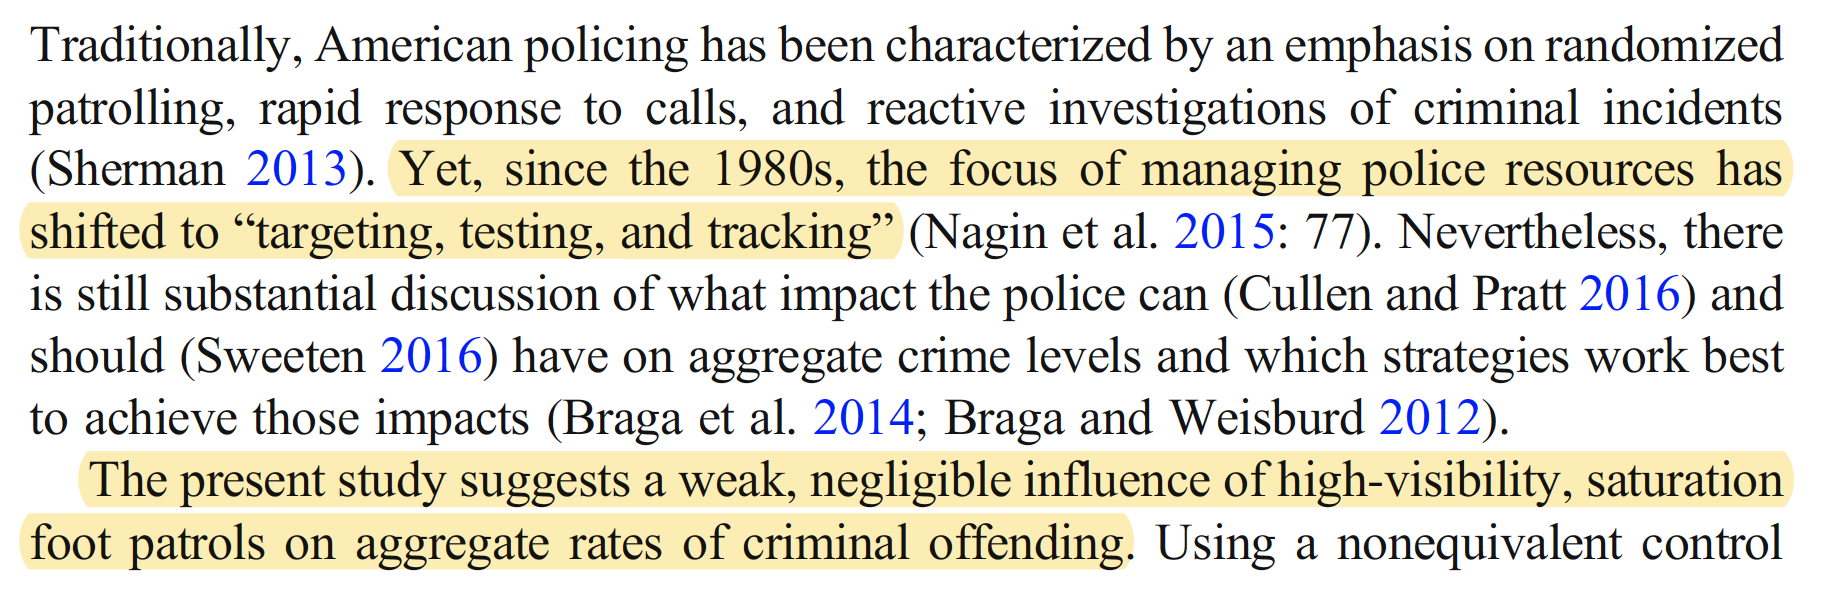 Traditionally, American policing has been characterized by an emphasis on randomized
patrolling, rapid response to calls, and reactive investigations of criminal incidents
(Sherman 2013). Yet, since the 1980s, the focus of managing police resources has
shifted to “targeting, testing, and tracking” (Nagin et al. 2015: 77). Nevertheless, there
is still substantial discussion of what impact the police can (Cullen and Pratt 2016) and
should (Sweeten 2016) have on aggregate crime levels and which strategies work best
to achieve those impacts (Braga et al. 2014; Braga and Weisburd 2012).
The present study suggests a weak, negligible influence of high-visibility, saturation
foot patrols on aggregate rates of criminal offending. Using a nonequivalent control